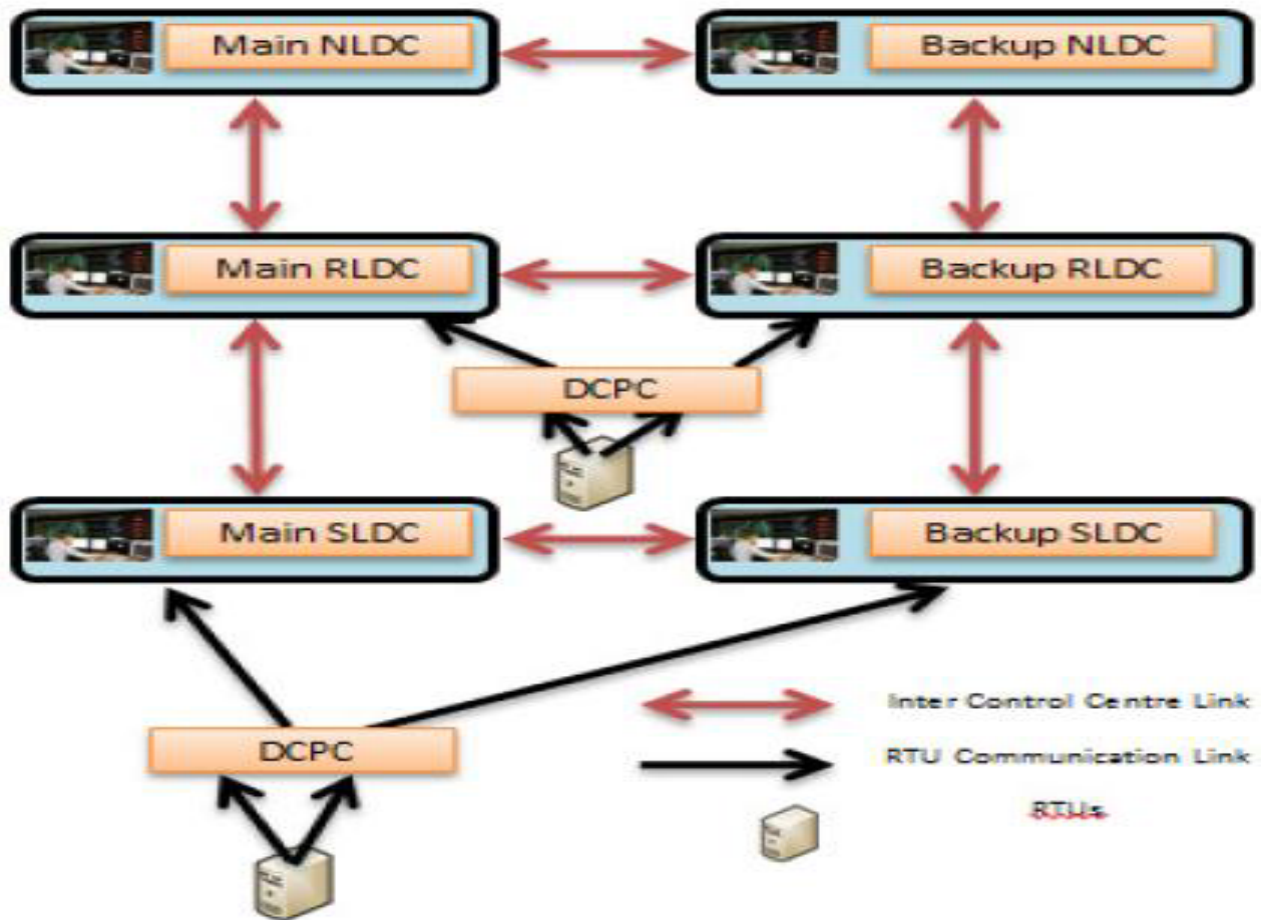 Main NLDC
Backup NLDC
Main RLDC
Backup RLDC
DCPC
Main SLDC
Backup SLDC
Inter Control Centre Link
DCPC
RTU Communication Link
RTUs